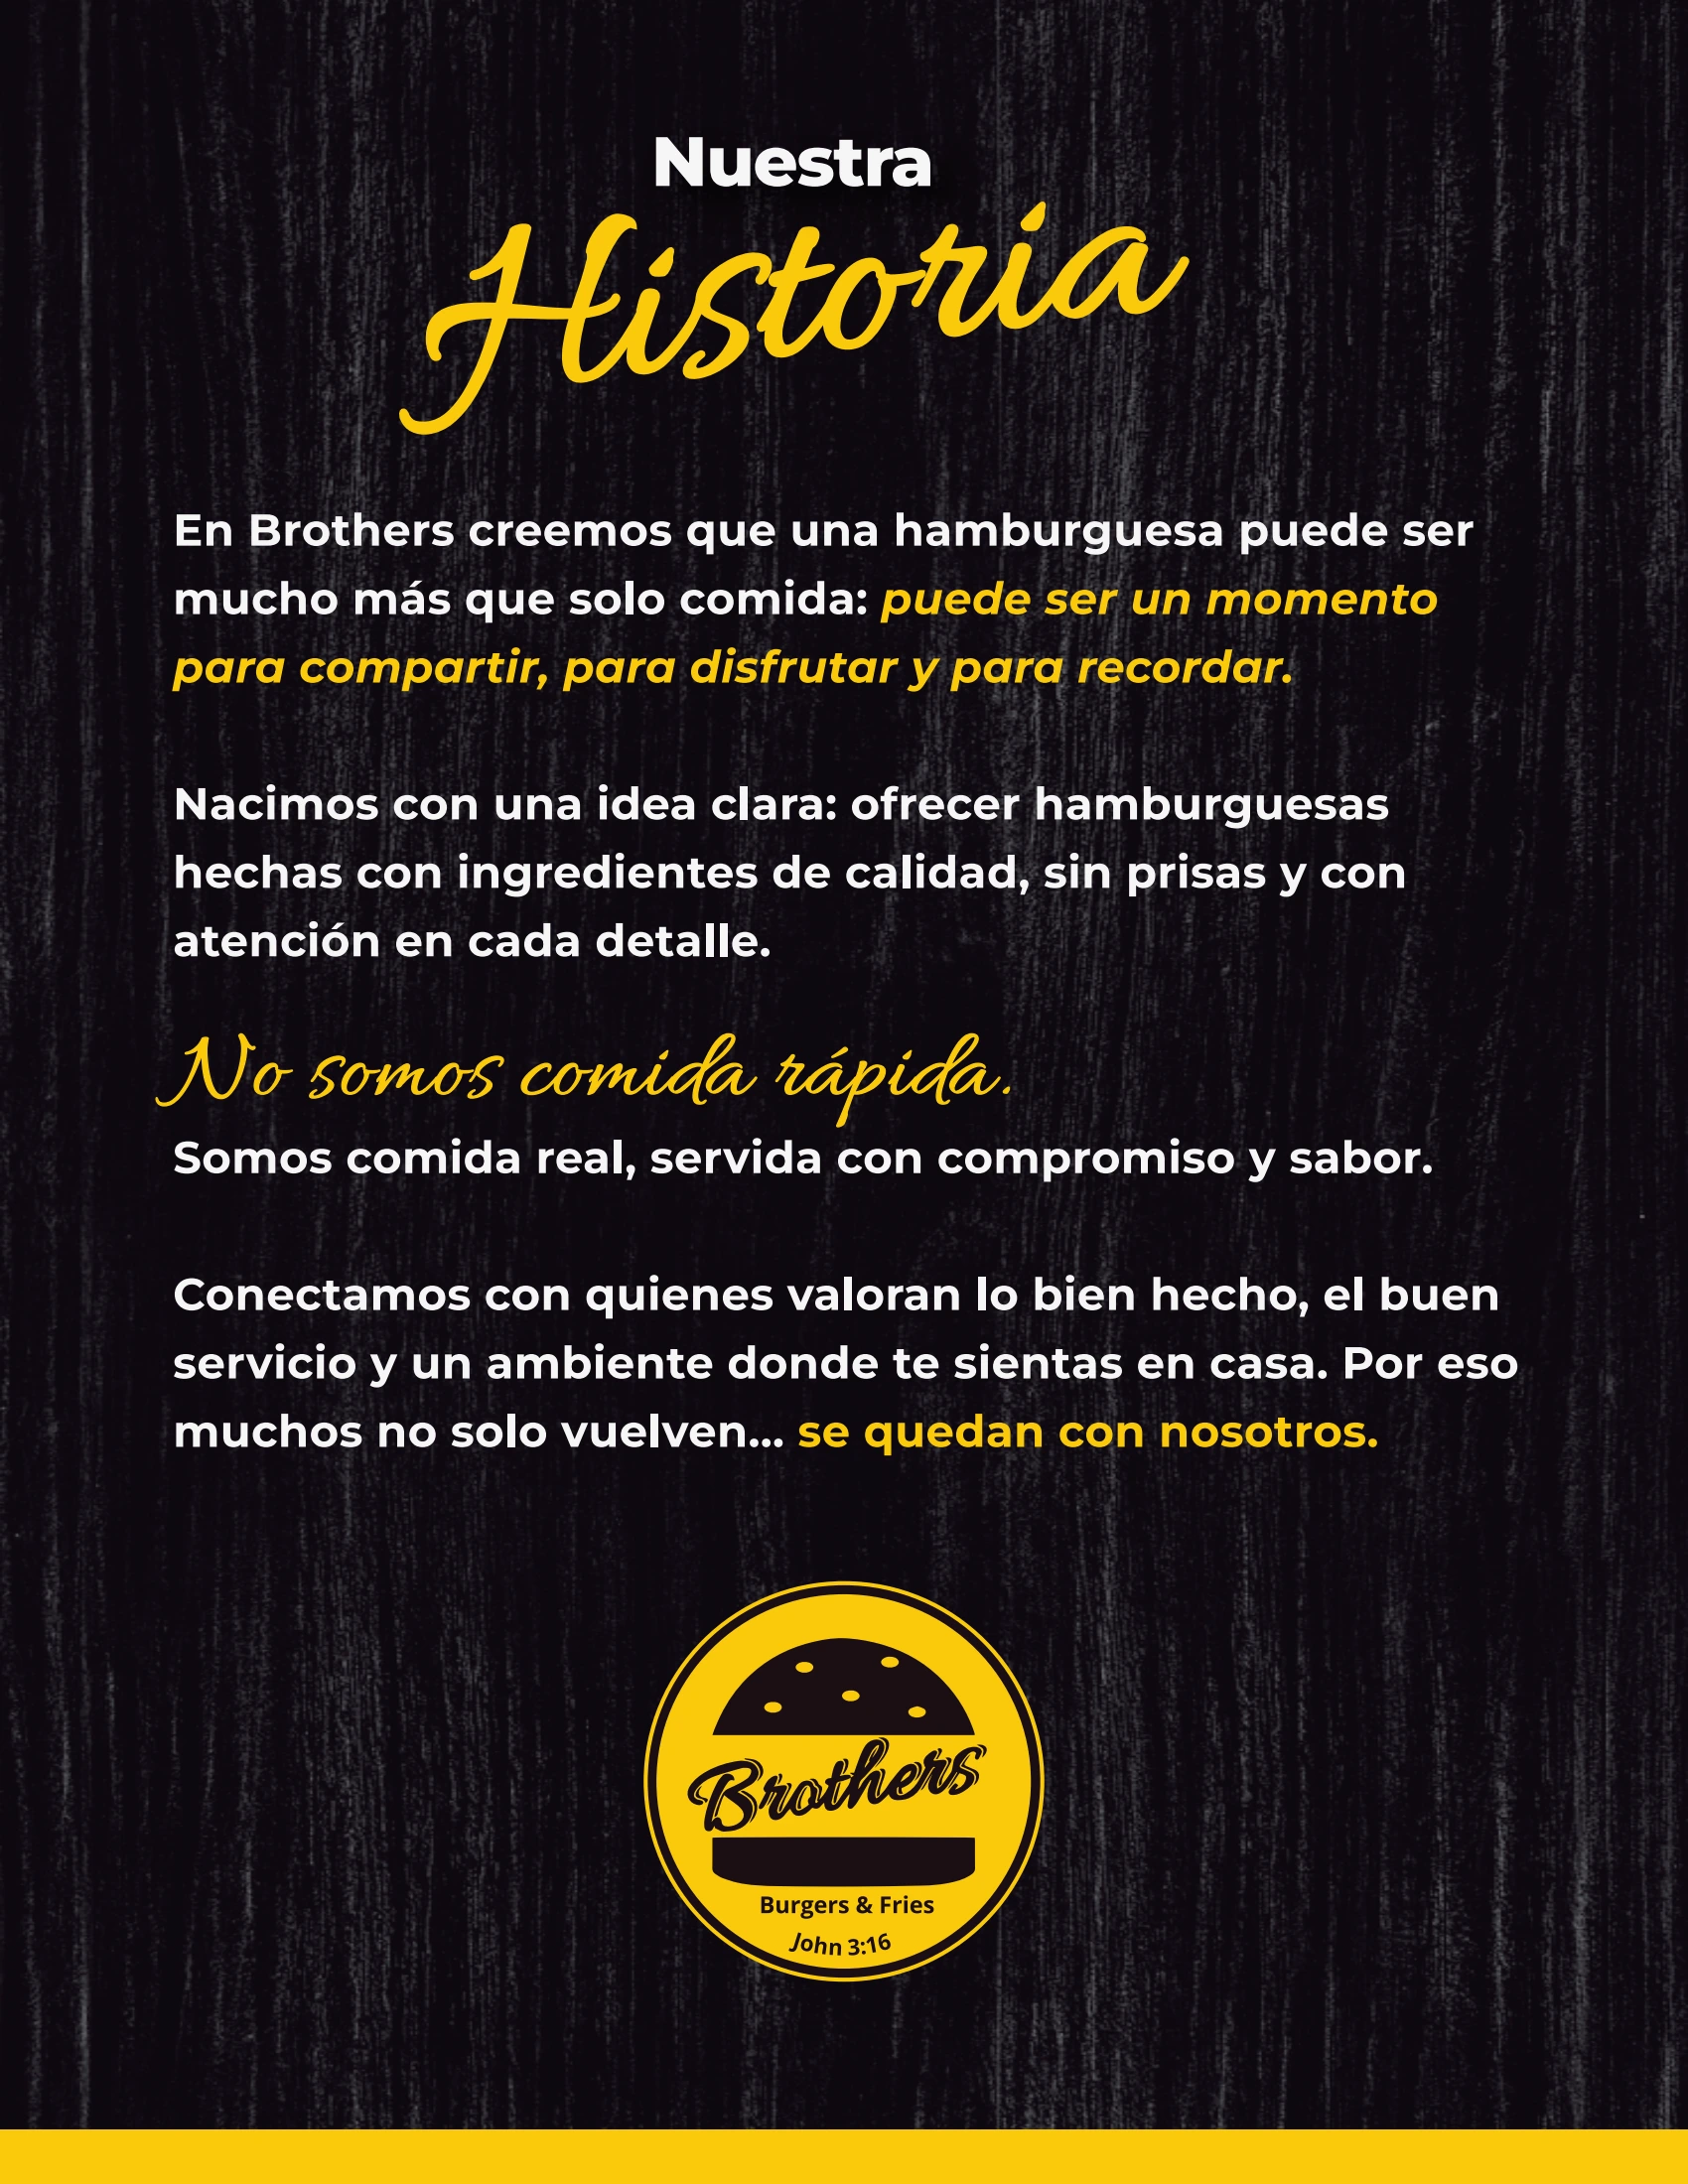 Nuestra
Historia
En Brothers creemos que una hamburguesa puede ser
mucho más que solo comida: puede ser un momento
para compartir, para disfrutar y para recordar.
Nacimos con una idea clara: ofrecer hamburguesas
hechas con ingredientes de calidad, sin prisas y con
atención en cada detalle.
No somos comida rápida.
Somos comida real, servida con compromiso y sabor.
Conectamos con quienes valoran lo bien hecho, el buen
servicio y un ambiente donde te sientas en casa. Por eso
muchos no solo vuelven... se quedan con nosotros.
Brothers
Burgers & Fries
John 3:16